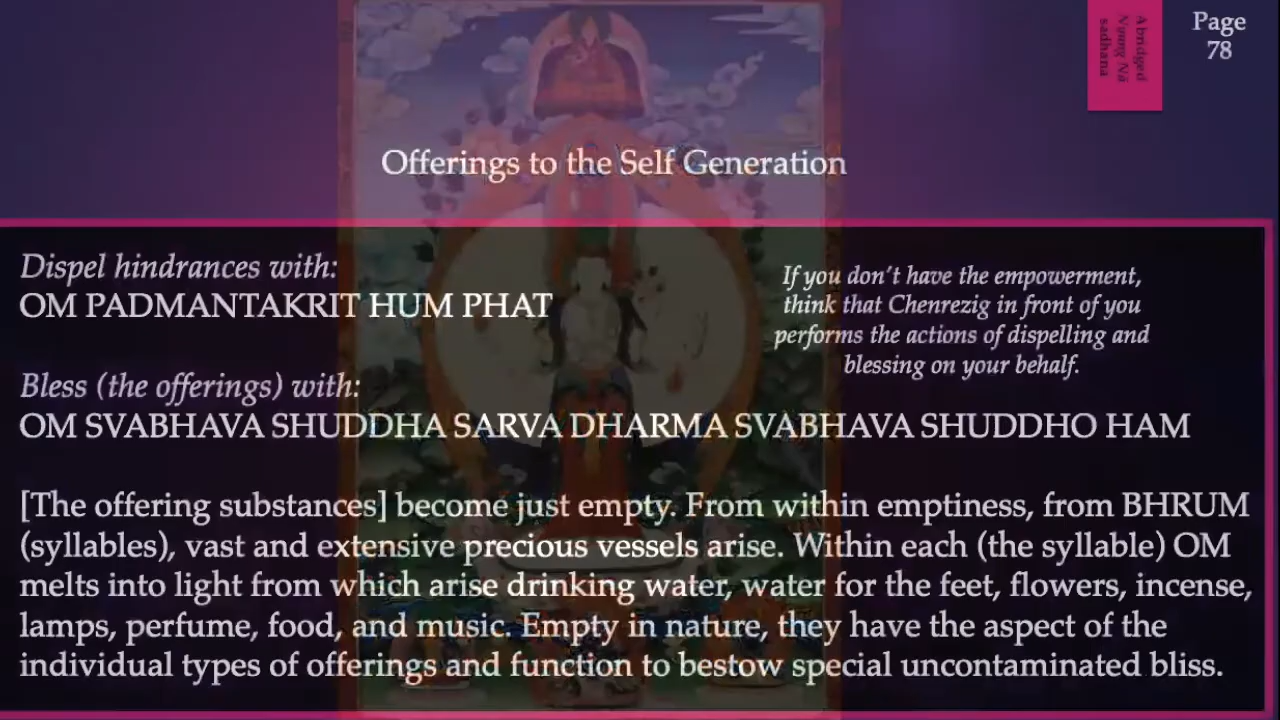 Abridged
Nyung Nä
sadhana
Page
78
Offerings to the Self Generation
Dispel hindrances with:
OM PADMANTAKRIT HUM PHAT
If you don't have the empowerment,
think that Chenrezig in front of you
performs the actions of dispelling and
blessing on your behalf.
Bless (the offerings) with:
OM SVABHAVA SHUDDHA SARVA DHARMA SVABHAVA SHUDDHO HAM
[The offering substances] become just empty. From within emptiness, from BHRUM
(syllables), vast and extensive precious vessels arise. Within each (the syllable) OM
melts into light from which arise drinking water, water for the feet, flowers, incense,
lamps, perfume, food, and music. Empty in nature, they have the aspect of the
individual types of offerings and function to bestow special uncontaminated bliss.